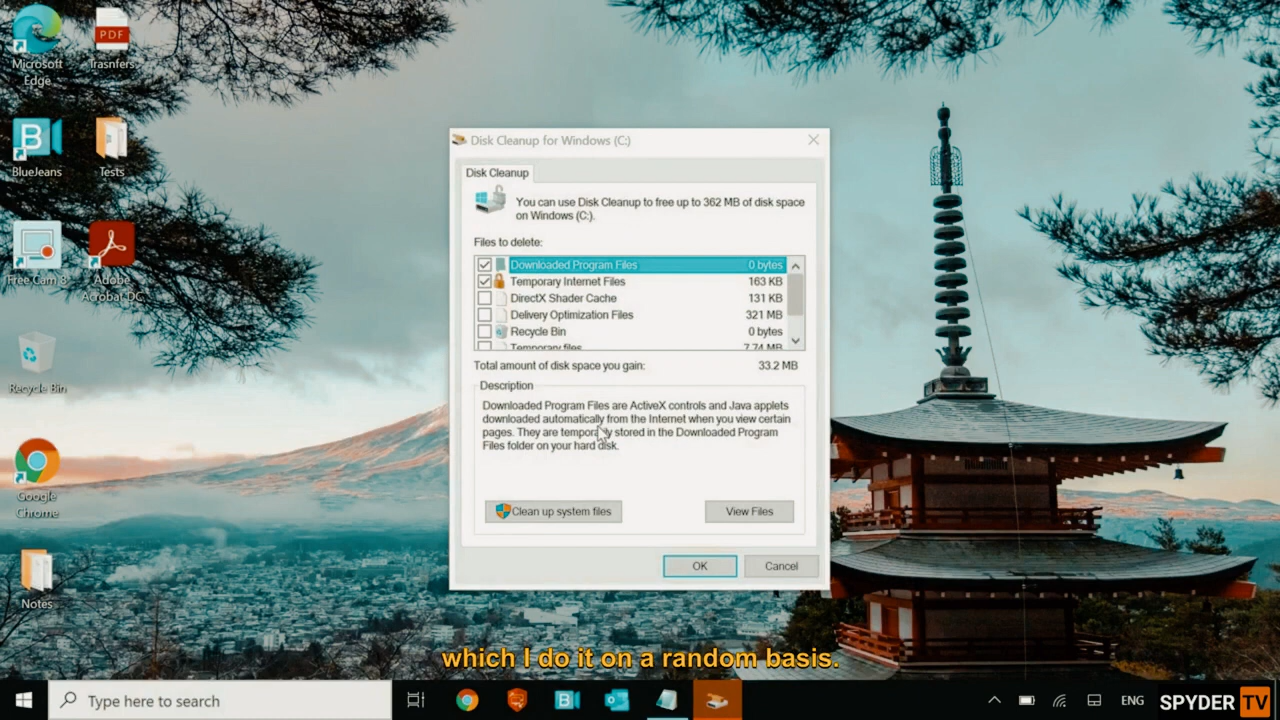 Microsoft
Edge
PDF
Trasnfers
B
BlueJeans
Tests
Free Cam 8
Adobe
Acrobat DC
Recycle Bin
Google
Chrome
Notes
Disk Cleanup for Windows (C:)
Disk Cleanup
You can use Disk Cleanup to free up to 362 MB of disk space
on Windows (C:).
Files to delete:
Downloaded Program Files 0 bytes
Temporary Internet Files 163 KB
DirectX Shader Cache 131 KB
Delivery Optimization Files 321 MB
Recycle Bin 0 bytes
Temporary files 7.74 MB
Total amount of disk space you gain: 33.2 MB
Description
Downloaded Program Files are ActiveX controls and Java applets
downloaded automatically from the Internet when you view certain
pages. They are temporarily stored in the Downloaded Program
Files folder on your hard disk.
Clean up system files
View Files
OK
Cancel
which I do it on a random basis.
Type here to search
B
ENG
SPYDER TV